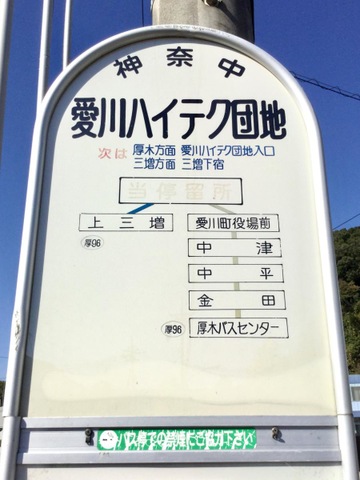 神奈中
愛川ハイテク団地
次は 厚木方面 愛川ハイテク団地入口
三増方面 三増下宿
当停留所
上三増 愛川町役場前
厚96 中津
中平
金田
厚96 厚木バスセンター
バス停での禁煙にご協力下さい